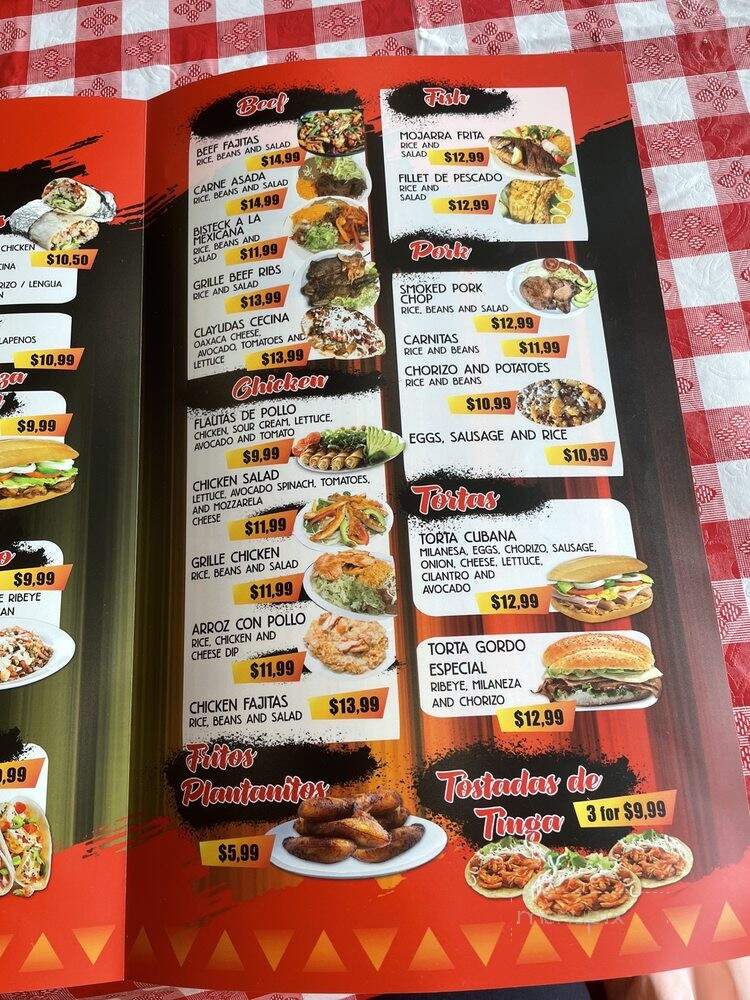 CHICKEN
$10,50
CINA
RIZO / LENGUA
N
ALAPENOS
$10,99
za
$9,99
o
$9,99
E RIBEYE
AN
9,99
Beef
BEEF FAJITAS
RICE, BEANS AND SALAD
$14,99
CARNE ASADA
RICE, BEANS AND SALAD
$14,99
BISTECK A LA
MEXICANA
RICE, BEANS AND
SALAD
$11,99
GRILLE BEEF RIBS
RICE AND SALAD
$13,99
CLAYUDAS CECINA
OAXACA CHEESE,
AVOCADO, TOMATOES AND
LETTUCE
$13,99
Chicken
FLAUTAS DE POLLO
CHICKEN, SOUR CREAM, LETTUCE,
AVOCADO AND TOMATO
$9,99
CHICKEN SALAD
LETTUCE, AVOCADO SPINACH, TOMATOES,
AND MOZZARELA
CHEESE
$11,99
GRILLE CHICKEN
RICE, BEANS AND SALAD
$11,99
ARROZ CON POLLO
RICE, CHICKEN AND
CHEESE DIP
$11,99
CHICKEN FAJITAS
RICE, BEANS AND SALAD
$13,99
Fritos
Plantanitos
$5,99
Fish
MOJARRA FRITA
RICE AND
SALAD
$12,99
FILLET DE PESCADO
RICE AND
SALAD
$12,99
Pork
SMOKED PORK
CHOP
RICE, BEANS AND SALAD
$12,99
CARNITAS
RICE AND BEANS
$11,99
CHORIZO AND POTATOES
RICE AND BEANS
$10,99
EGGS, SAUSAGE AND RICE
$10,99
Tortas
TORTA CUBANA
MILANESA, EGGS, CHORIZO, SAUSAGE,
ONION, CHEESE, LETTUCE,
CILANTRO AND
AVOCADO
$12,99
TORTA GORDO
ESPECIAL
RIBEYE, MILANEZA
AND CHORIZO
$12,99
Tostadas de
Tinga
3 for $9,99